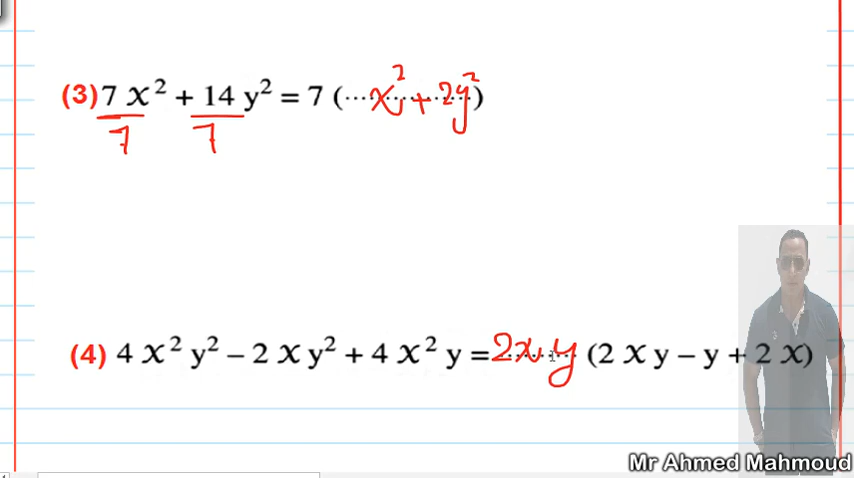 (3) 7 x² + 14 y² = 7 (......x² + 2y²......)
7 7
(4) 4 x² y² – 2 x y² + 4 x² y = 2xy (2 x y – y + 2 x)
Mr Ahmed Mahmoud